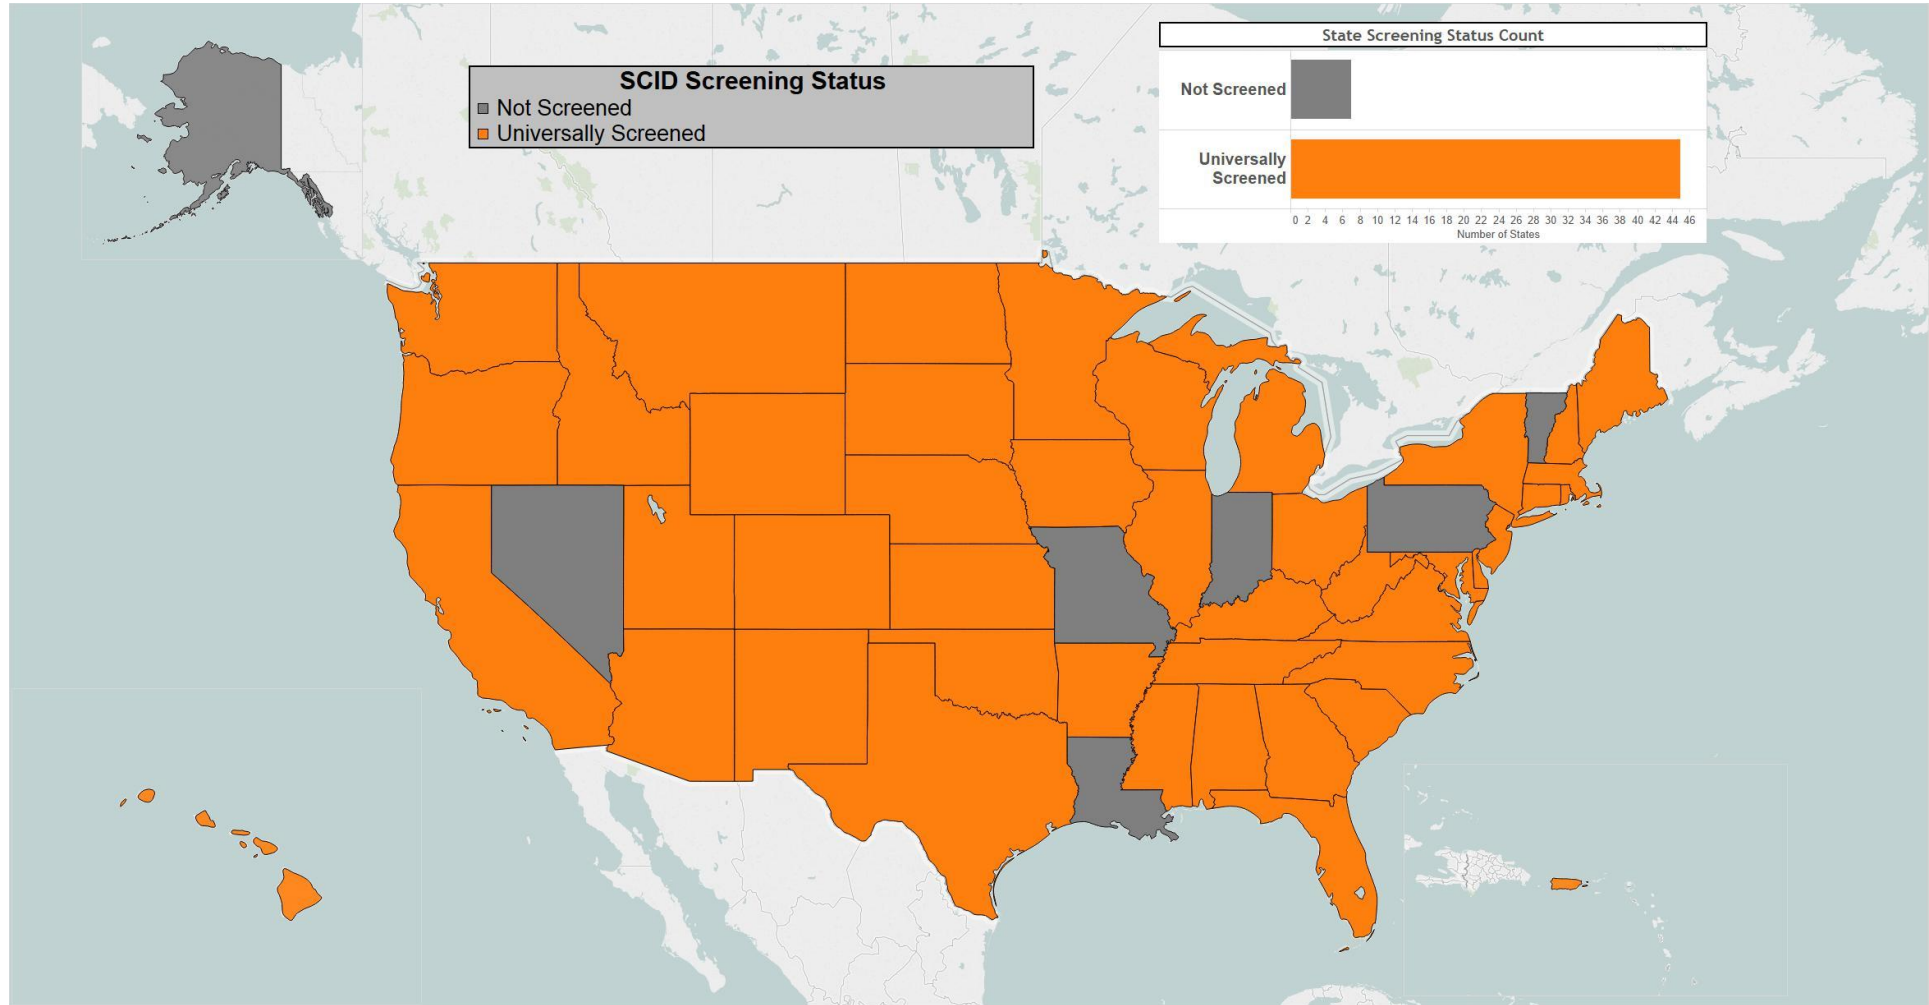 State Screening Status Count
SCID Screening Status
Not Screened
Universally Screened
Not Screened
Universally
Screened
0 2 4 6 8 10 12 14 16 18 20 22 24 26 28 30 32 34 36 38 40 42 44 46
Number of States